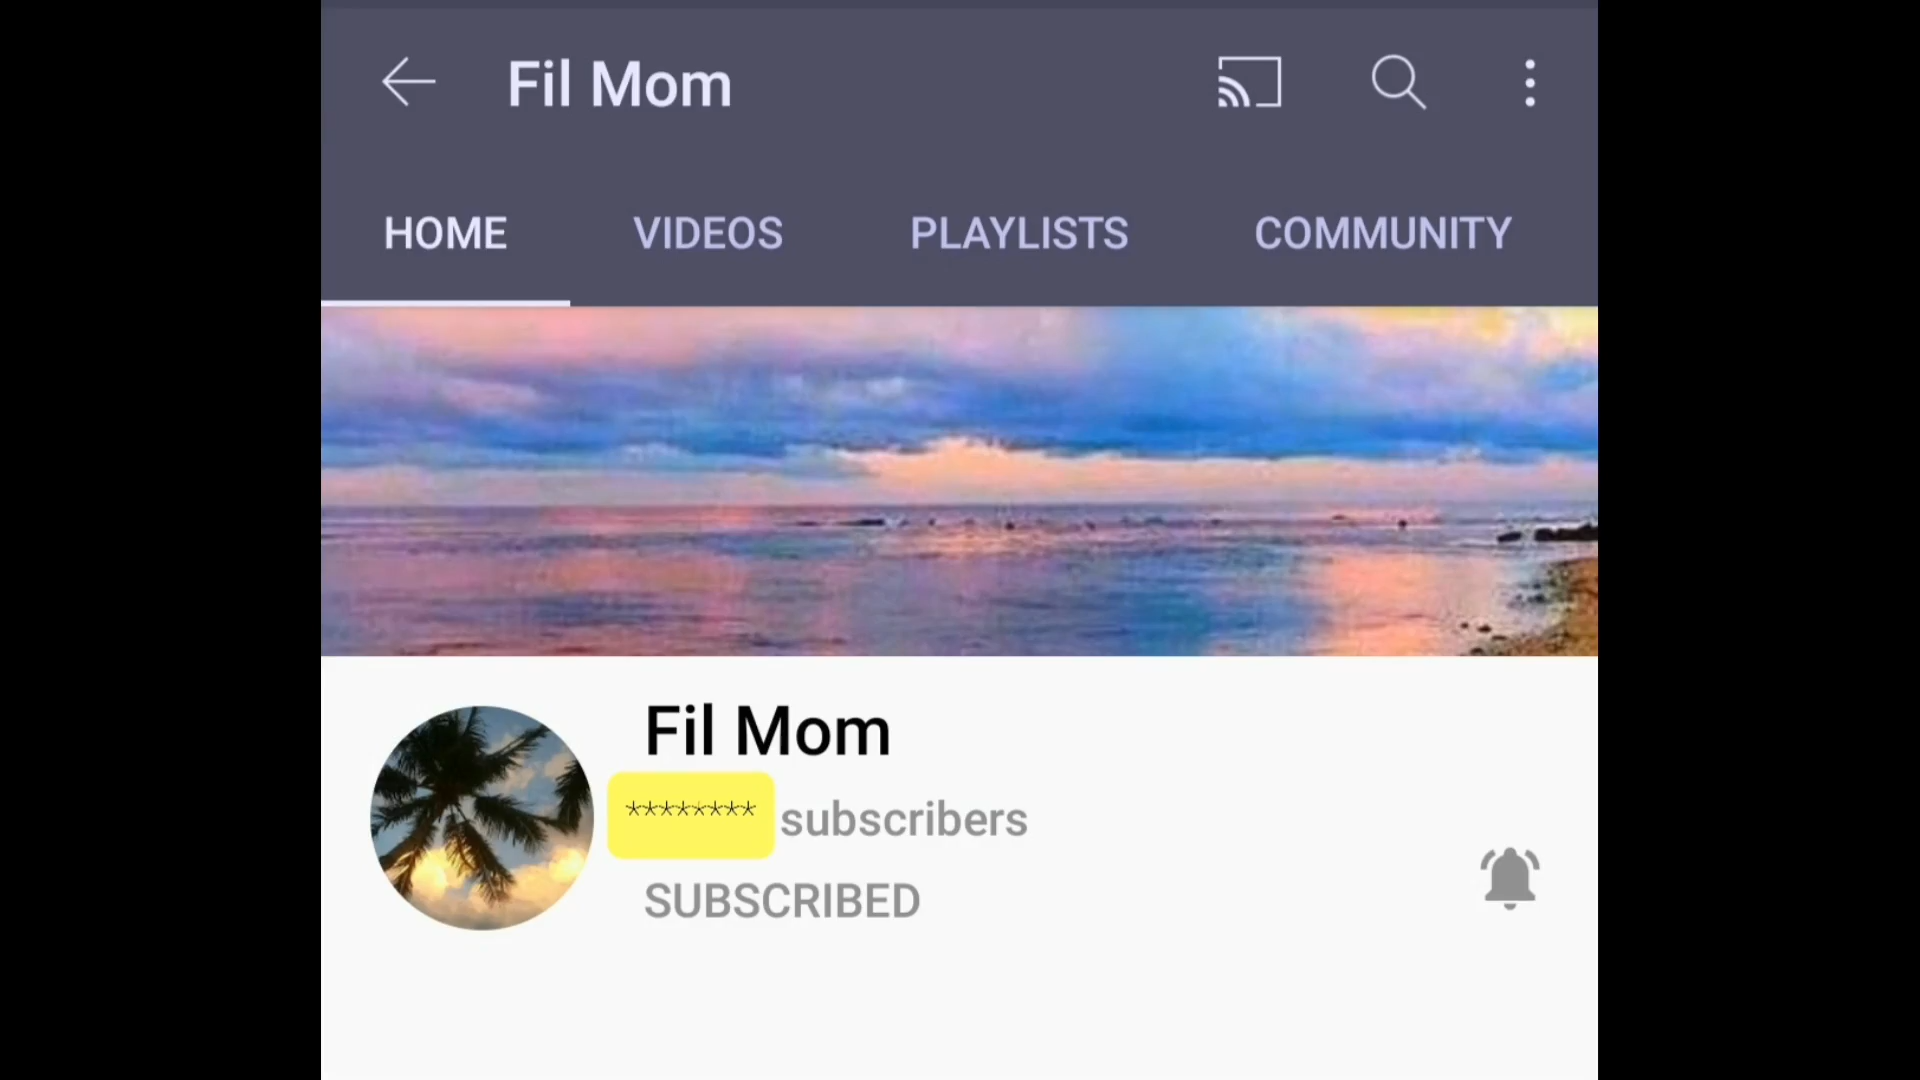 Fil Mom
HOME VIDEOS PLAYLISTS COMMUNITY
Fil Mom
******** subscribers
SUBSCRIBED